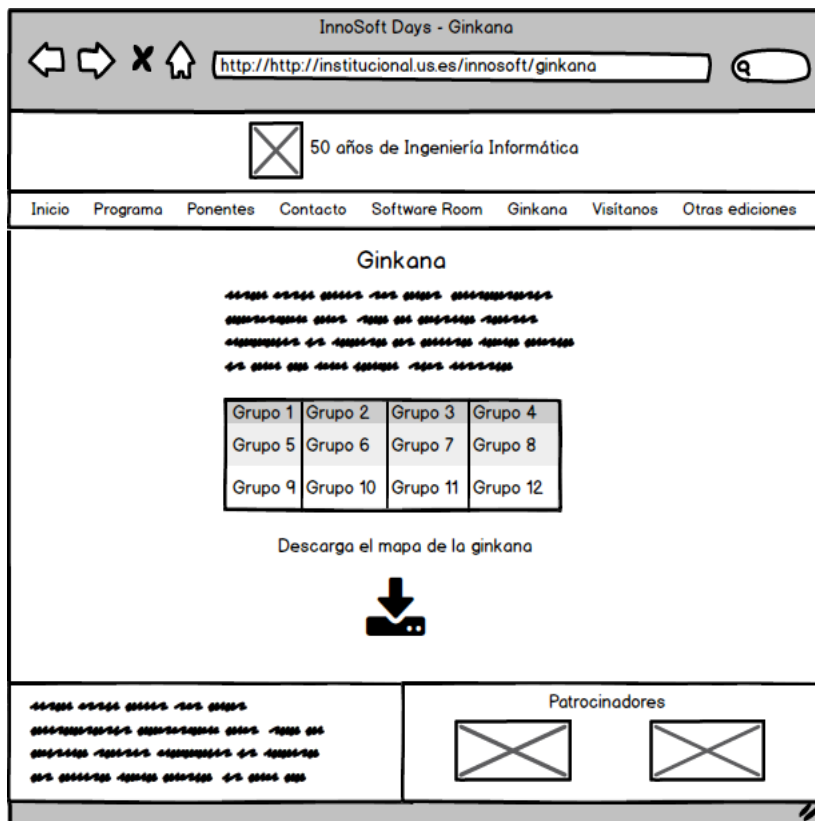 InnoSoft Days - Ginkana
http://http://institucional.us.es/innosoft/ginkana
50 años de Ingeniería Informática
Inicio Programa Ponentes Contacto Software Room Ginkana Visítanos Otras ediciones
Ginkana
Grupo 1 Grupo 2 Grupo 3 Grupo 4
Grupo 5 Grupo 6 Grupo 7 Grupo 8
Grupo 9 Grupo 10 Grupo 11 Grupo 12
Descarga el mapa de la ginkana
Patrocinadores